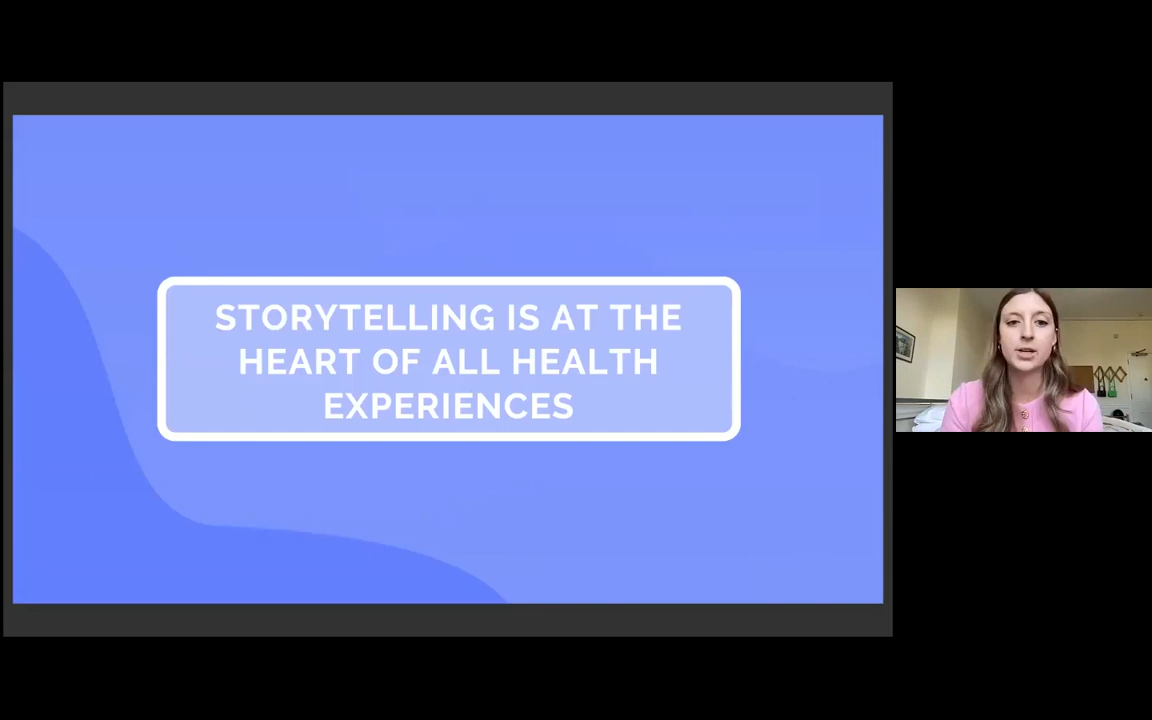 STORYTELLING IS AT THE
HEART OF ALL HEALTH
EXPERIENCES